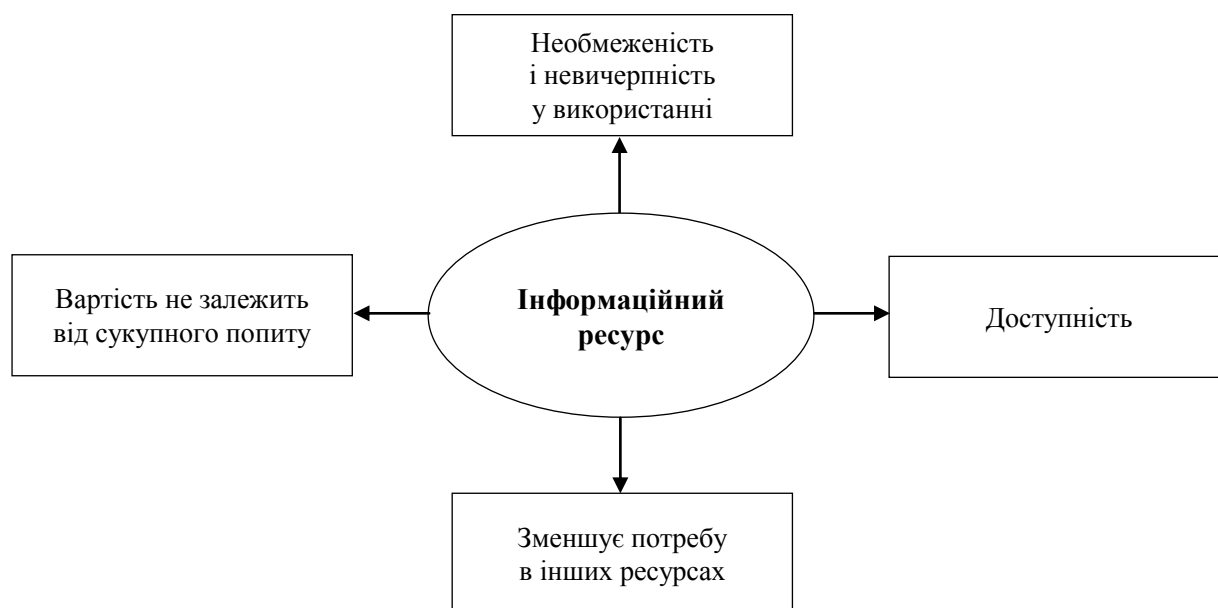 Необмеженість
і невичерпність
у використанні
Вартість не залежить
від сукупного попиту
Інформаційний
ресурс
Доступність
Зменшує потребу
в інших ресурсах